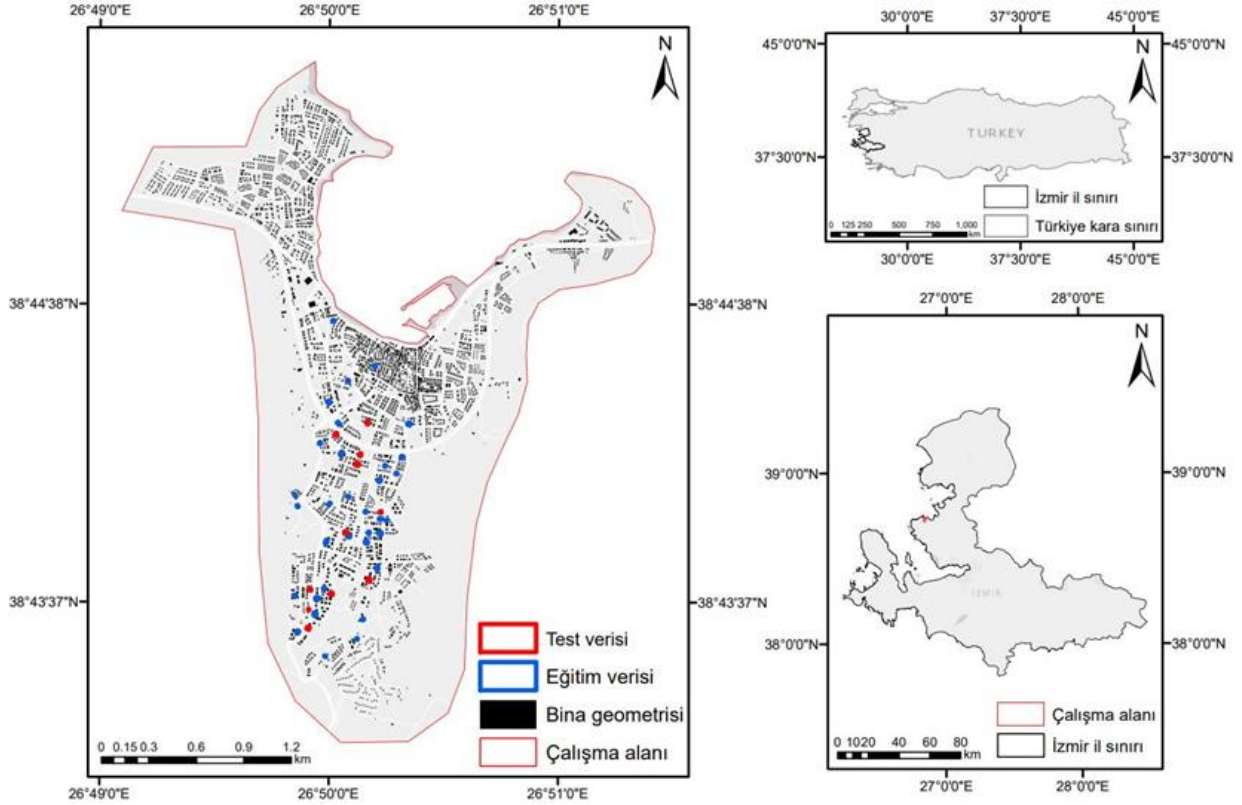 26°49'0"E
26°50'0"E
26°51'0"E
38°44'38"N
38°44'38"N
38°43'37"N
38°43'37"N
N
Test verisi
Eğitim verisi
Bina geometrisi
Çalışma alanı
0 0.15 0.3 0.6 0.9 1.2
km
26°49'0"E
26°50'0"E
26°51'0"E
30°0'0"E
37°30'0"E
45°0'0"E
45°0'0"N
45°0'0"N
N
TURKEY
37°30'0"N
37°30'0"N
İzmir il sınırı
Türkiye kara sınırı
0 125 250 500 750 1,000
km
30°0'0"E
37°30'0"E
45°0'0"E
27°0'0"E
28°0'0"E
N
39°0'0"N
39°0'0"N
İZMİR
38°0'0"N
38°0'0"N
Çalışma alanı
İzmir il sınırı
0 10 20 40 60 80
km
27°0'0"E
28°0'0"E